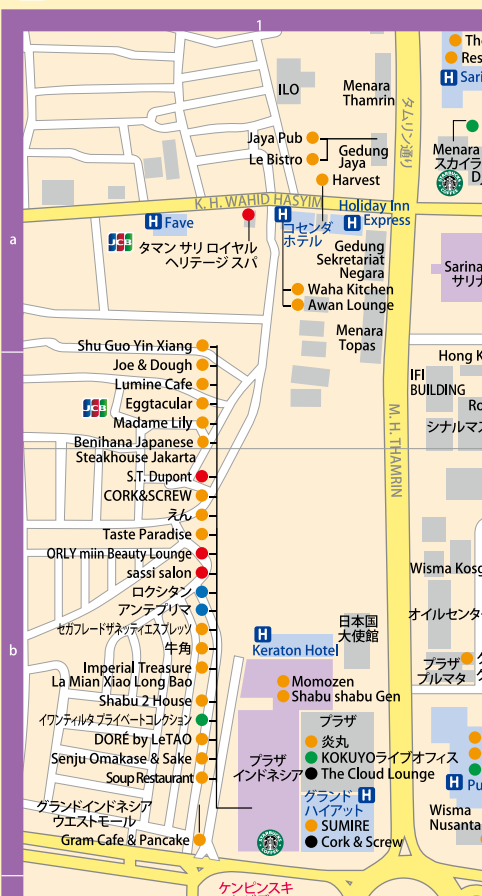 1
The
Res
H Sari
ILO
Menara
Thamrin
タムリン通り
Jaya Pub
Le Bistro
Gedung
Jaya
Harvest
Menara
スカイラ
K. H. WAHID HASYIM
Holiday Inn
Express
H
H Fave
H
コセンダ
ホテル
a
JCB
タマン サリ ロイヤル
ヘリテージ スパ
Gedung
Sekretariat
Negara
Sarina
サリナ
Waha Kitchen
Awan Lounge
Menara
Topas
Shu Guo Yin Xiang
Joe & Dough
Lumine Cafe
Eggtacular
JCB
Madame Lily
Benihana Japanese
Steakhouse Jakarta
Hong K
IFI
BUILDING
Ro
シナルマス
M. H. THAMRIN
S.T. Dupont
CORK&SCREW
えん
Taste Paradise
ORLY miin Beauty Lounge
sassi salon
ロクシタン
アンテプリマ
セガフレードザネッティエスプレッソ
牛角
Imperial Treasure
La Mian Xiao Long Bao
Shabu 2 House
イワンティルタ プライベートコレクション
DORÉ by LeTAO
Senju Omakase & Sake
Soup Restaurant
グランドインドネシア
ウエストモール
Gram Cafe & Pancake
b
Wisma Kosg
オイルセンタ
日本国
大使館
H
Keraton Hotel
プラザ
プルマタ
Momozen
Shabu shabu Gen
プラザ
炎丸
KOKUYOライブオフィス
The Cloud Lounge
プラザ
インドネシア
グランド
ハイアット
H
SUMIRE
Cork & Screw
H Pu
Wisma
Nusanta
STARBUCKS COFFEE
ケンピンスキ